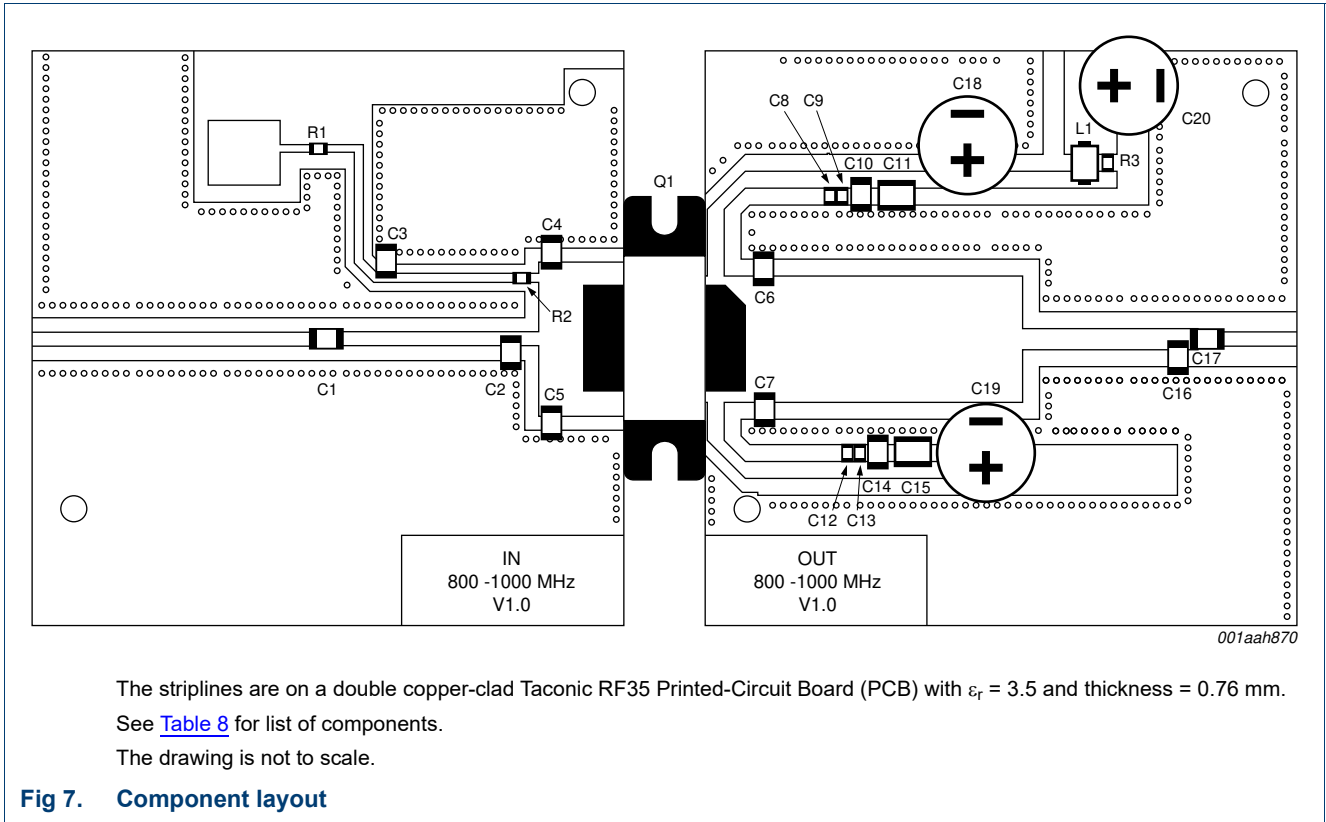 C18
C8 C9
C20
L1
R1
R3
C10 C11
Q1
C3
C4
C6
R2
C17
C1
C2
C5
C7
C19
C16
C14 C15
C12 C13
IN
800 -1000 MHz
V1.0
OUT
800 -1000 MHz
V1.0
001aah870
The striplines are on a double copper-clad Taconic RF35 Printed-Circuit Board (PCB) with εr = 3.5 and thickness = 0.76 mm.
See Table 8 for list of components.
The drawing is not to scale.
Fig 7. Component layout